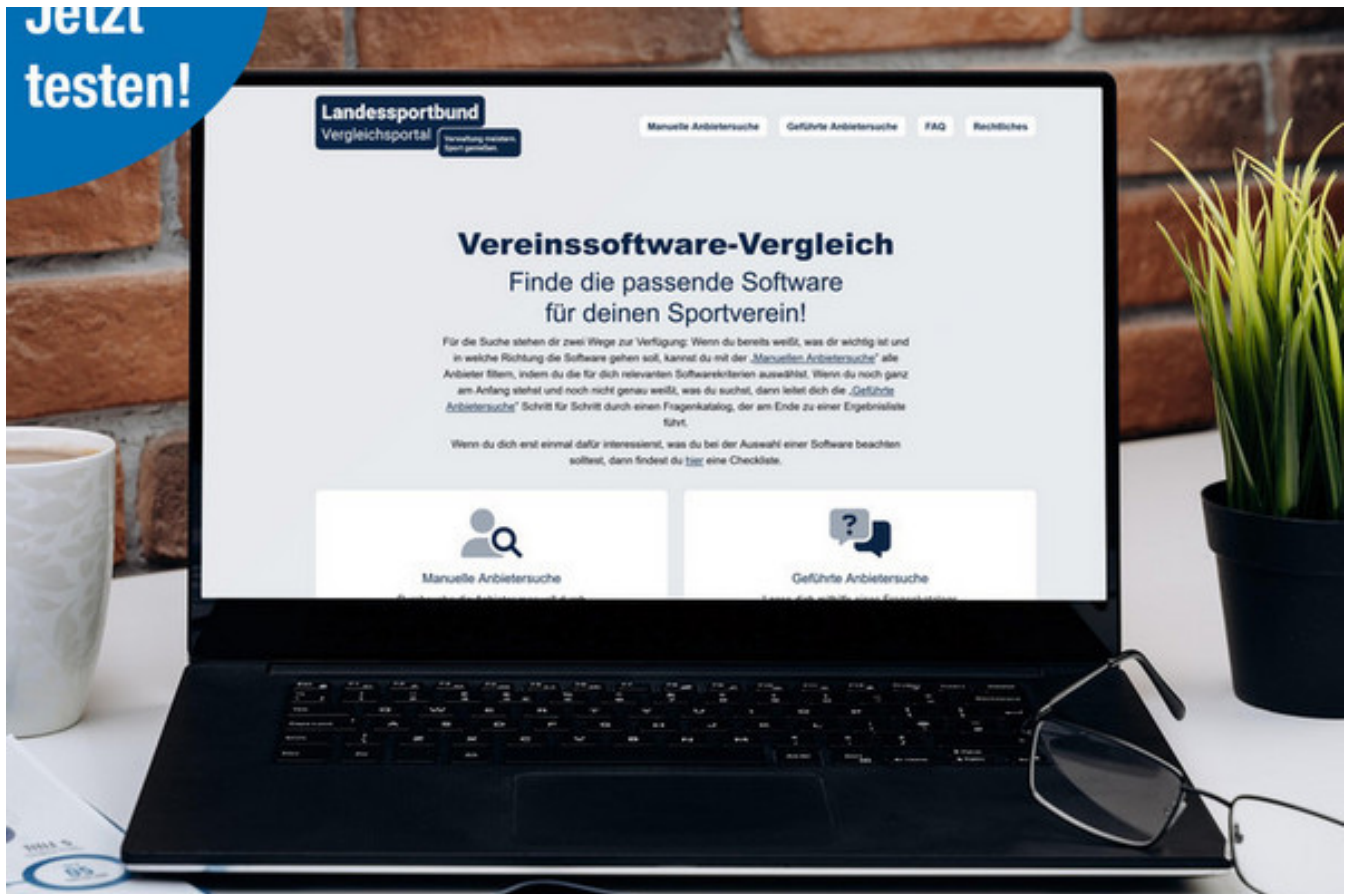 Jetzt
testen!
Landessportbund
Vergleichsportal
Verwaltung meistern.
Sport genießen.
Manuelle Anbietersuche
Geführte Anbietersuche
FAQ
Rechtliches
Vereinssoftware-Vergleich
Finde die passende Software
für deinen Sportverein!
Für die Suche stehen dir zwei Wege zur Verfügung: Wenn du bereits weißt, was dir wichtig ist und
in welche Richtung die Software gehen soll, kannst du mit der „Manuellen Anbietersuche" alle
Anbieter filtern, indem du die für dich relevanten Softwarekriterien auswählst. Wenn du noch ganz
am Anfang stehst und noch nicht genau weißt, was du suchst, dann leitet dich die „Geführte
Anbietersuche" Schritt für Schritt durch einen Fragenkatalog, der am Ende zu einer Ergebnisliste
führt.
Wenn du dich erst einmal dafür interessierst, was du bei der Auswahl einer Software beachten
solltest, dann findest du hier eine Checkliste.
Manuelle Anbietersuche
Geführte Anbietersuche